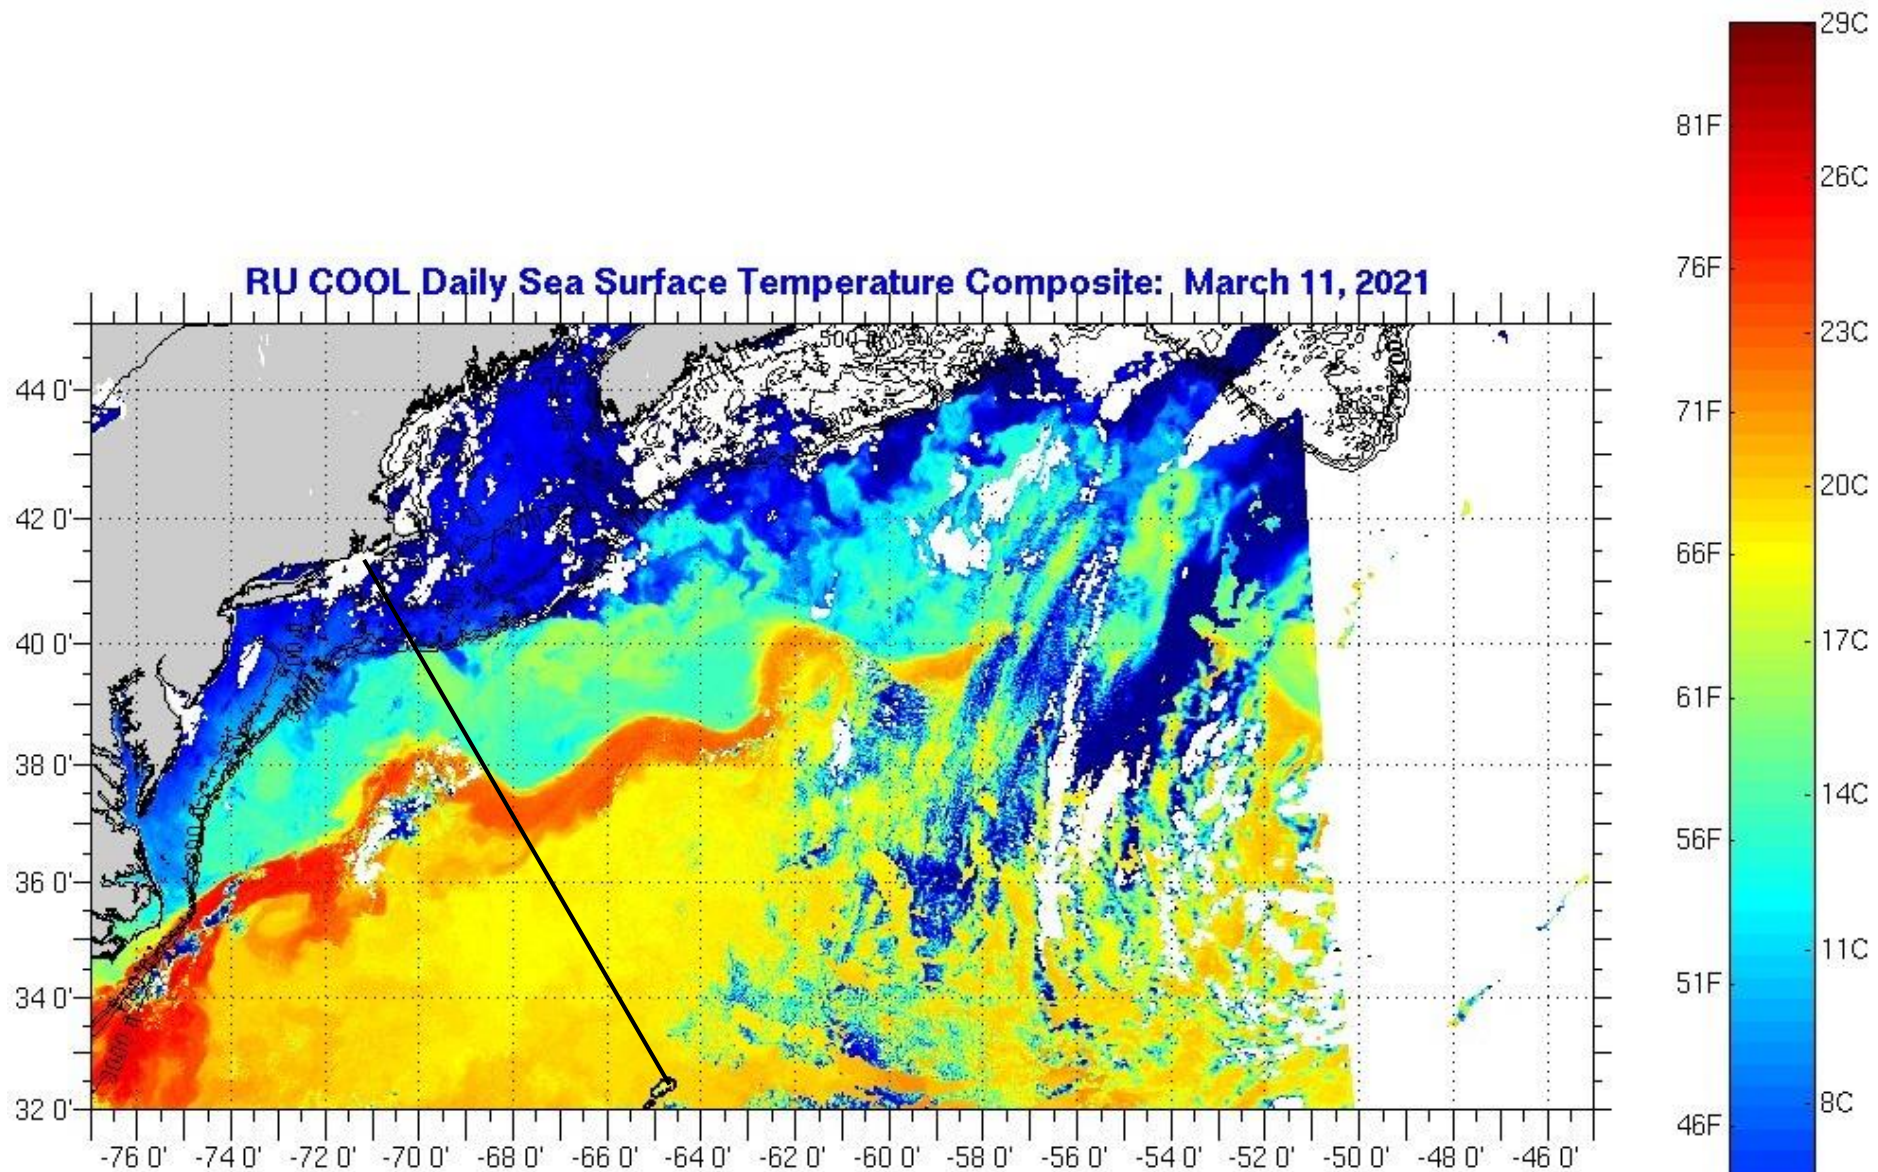 29C
81F
26C
RU COOL Daily Sea Surface Temperature Composite: March 11, 2021
76F
23C
44 0'
71F
20C
42 0'
66F
17C
40 0'
61F
38 0'
14C
56F
36 0'
11C
34 0'
51F
32 0'
8C
46F
-76 0' -74 0' -72 0' -70 0' -68 0' -66 0' -64 0' -62 0' -60 0' -58 0' -56 0' -54 0' -52 0' -50 0' -48 0' -46 0'